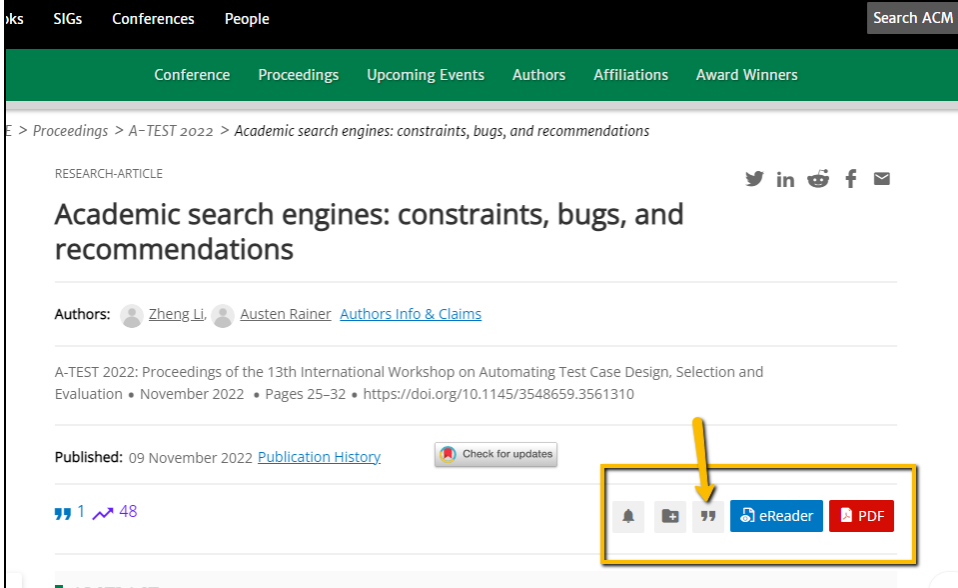 SIGs Conferences People Search ACM
Conference Proceedings Upcoming Events Authors Affiliations Award Winners
> Proceedings > A-TEST 2022 > Academic search engines: constraints, bugs, and recommendations
RESEARCH-ARTICLE
Academic search engines: constraints, bugs, and
recommendations
Authors: Zheng Li, Austen Rainer Authors Info & Claims
A-TEST 2022: Proceedings of the 13th International Workshop on Automating Test Case Design, Selection and
Evaluation • November 2022 • Pages 25–32 • https://doi.org/10.1145/3548659.3561310
Published: 09 November 2022 Publication History Check for updates
1 48 eReader PDF